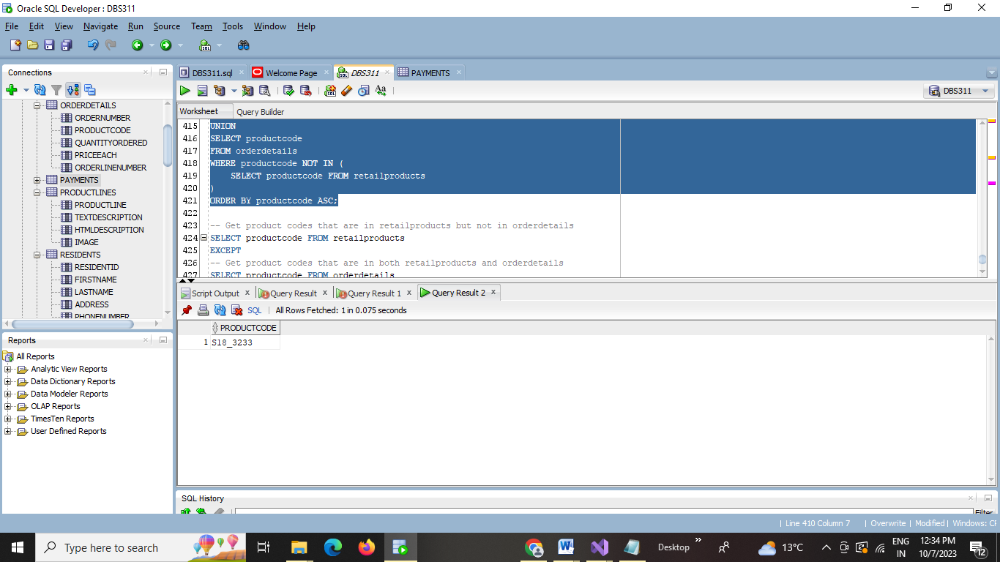 Oracle SQL Developer : DBS311
File Edit View Navigate Run Source Team Tools Window Help
Connections
ORDERDETAILS
ORDERNUMBER
PRODUCTCODE
QUANTITYORDERED
PRICEEACH
ORDERLINENUMBER
PAYMENTS
PRODUCTLINES
PRODUCTLINE
TEXTDESCRIPTION
HTMLDESCRIPTION
IMAGE
RESIDENTS
RESIDENTID
FIRSTNAME
LASTNAME
ADDRESS
PHONENUMBER
Reports
All Reports
Analytic View Reports
Data Dictionary Reports
Data Modeler Reports
OLAP Reports
TimesTen Reports
User Defined Reports
DBS311.sql Welcome Page DBS311 PAYMENTS
DBS311
Worksheet Query Builder
415 UNION
416 SELECT productcode
417 FROM orderdetails
418 WHERE productcode NOT IN (
419 SELECT productcode FROM retailproducts
420 )
421 ORDER BY productcode ASC;
422
423 -- Get product codes that are in retailproducts but not in orderdetails
424 SELECT productcode FROM retailproducts
425 EXCEPT
426 -- Get product codes that are in both retailproducts and orderdetails
427 SELECT productcode FROM orderdetails
Script Output x Query Result x Query Result 1 x Query Result 2 x
SQL | All Rows Fetched: 1 in 0.075 seconds
PRODUCTCODE
1 S18_3233
SQL History
Filter
| Line 410 Column 7 | Overwrite | Modified | Windows: CF
Type here to search
Desktop
13°C
ENG
IN
12:34 PM
10/7/2023
12